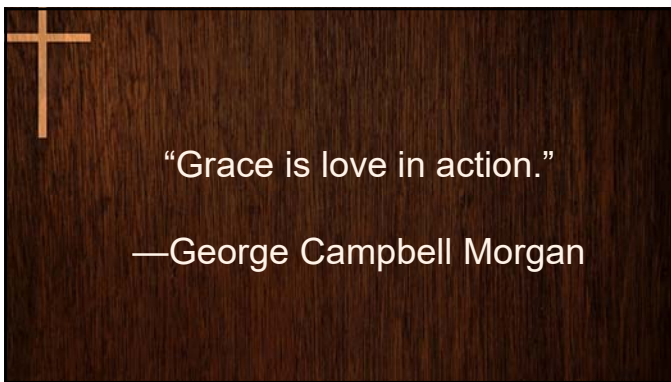 “Grace is love in action.”
—George Campbell Morgan